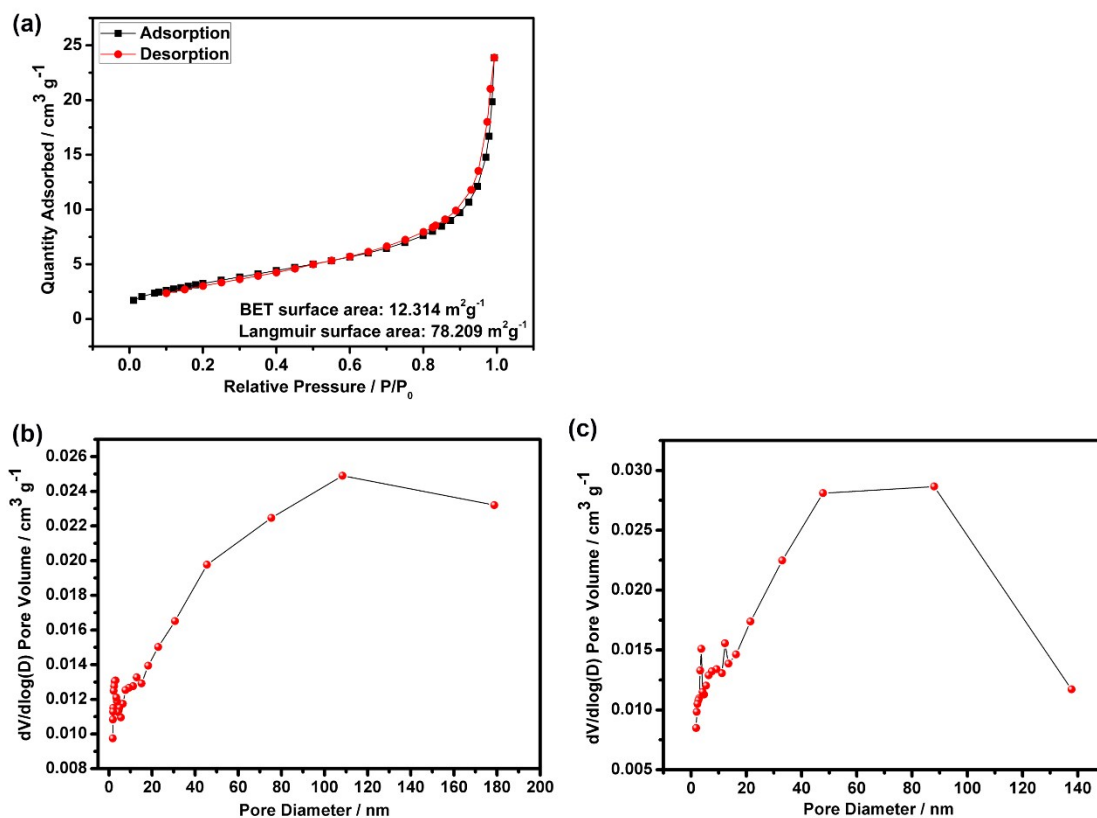 (a)
Adsorption
Desorption
Quantity Adsorbed / cm³ g⁻¹
25
20
15
10
5
0
BET surface area: 12.314 m²g⁻¹
Langmuir surface area: 78.209 m²g⁻¹
0.0 0.2 0.4 0.6 0.8 1.0
Relative Pressure / P/P₀
(b)
dV/dlog(D) Pore Volume / cm³ g⁻¹
0.026
0.024
0.022
0.020
0.018
0.016
0.014
0.012
0.010
0.008
0 20 40 60 80 100 120 140 160 180 200
Pore Diameter / nm
(c)
dV/dlog(D) Pore Volume / cm³ g⁻¹
0.030
0.025
0.020
0.015
0.010
0.005
0 20 40 60 80 100 120 140
Pore Diameter / nm